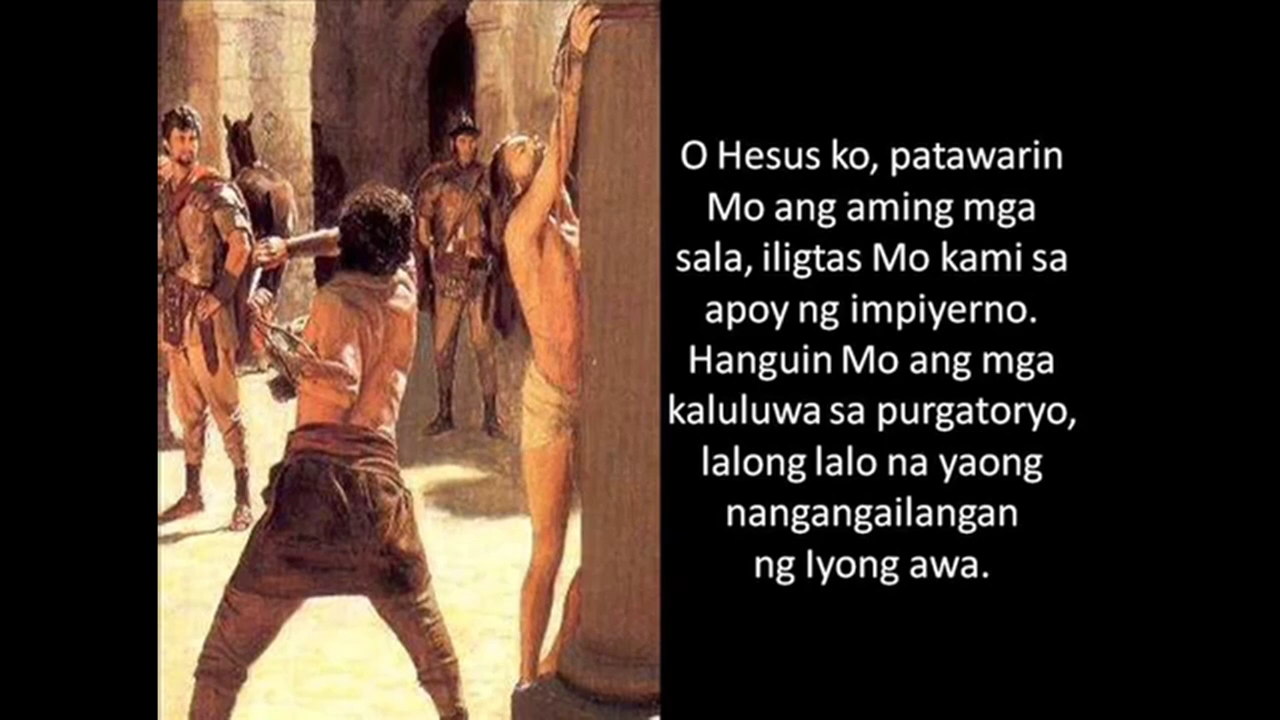 O Hesus ko, patawarin
Mo ang aming mga
sala, iligtas Mo kami sa
apoy ng impiyerno.
Hanguin Mo ang mga
kaluluwa sa purgatoryo,
lalong lalo na yaong
nangangailangan
ng Iyong awa.